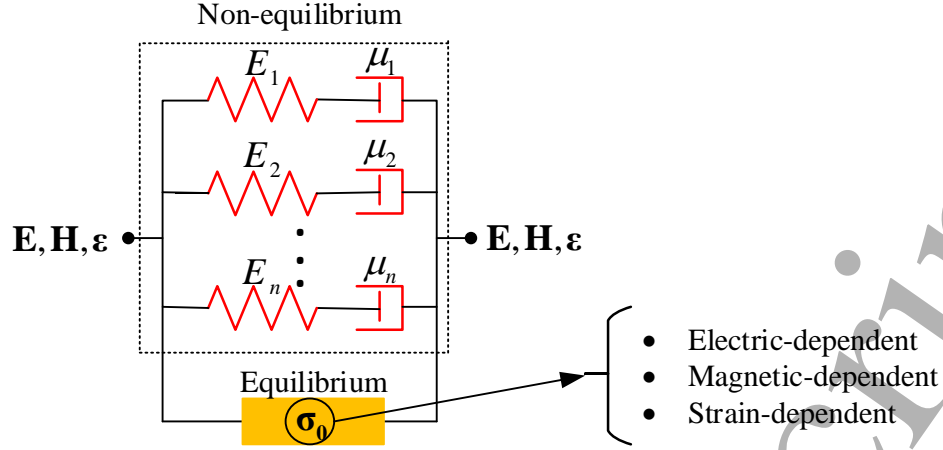 Non-equilibrium
E₁ μ₁
E₂ μ₂
Eₙ μₙ
E, H, ε E, H, ε
Equilibrium
σ₀
• Electric-dependent
• Magnetic-dependent
• Strain-dependent